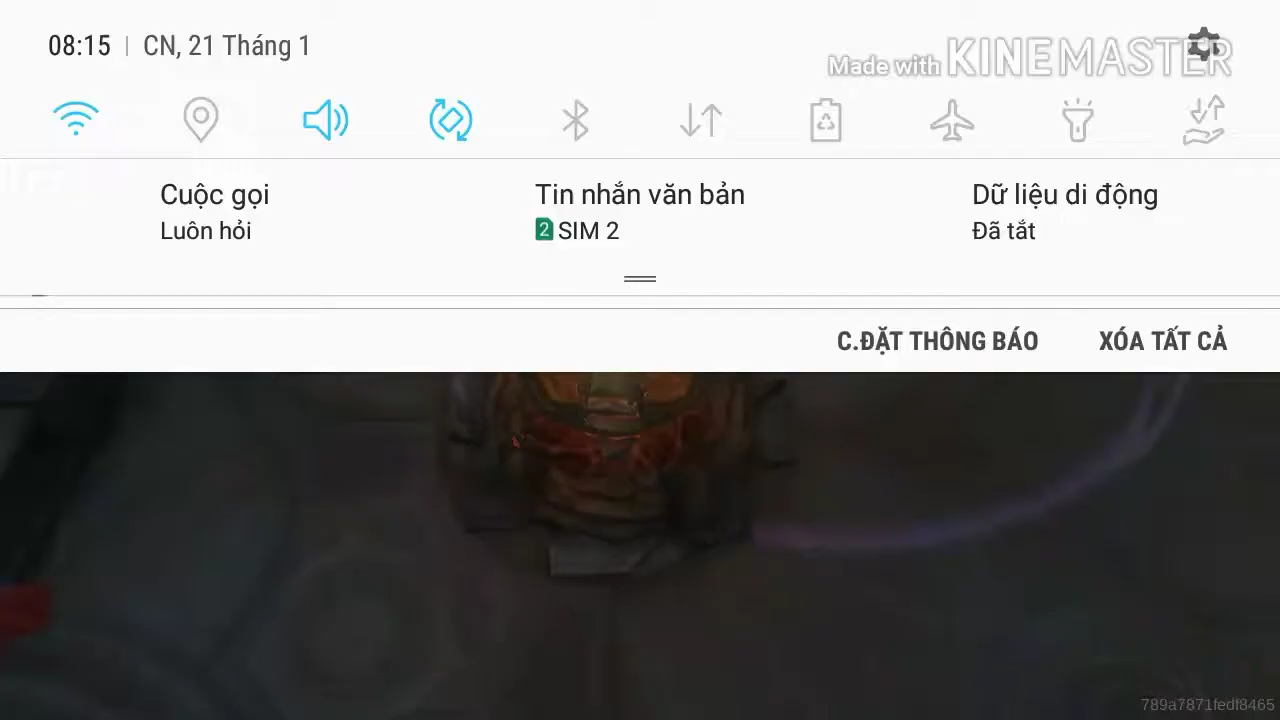 08:15 | CN, 21 Tháng 1
Made with KINEMASTER
Cuộc gọi
Luôn hỏi
Tin nhắn văn bản
2 SIM 2
Dữ liệu di động
Đã tắt
C.ĐẶT THÔNG BÁO
XÓA TẤT CẢ
789a7871fedf8465